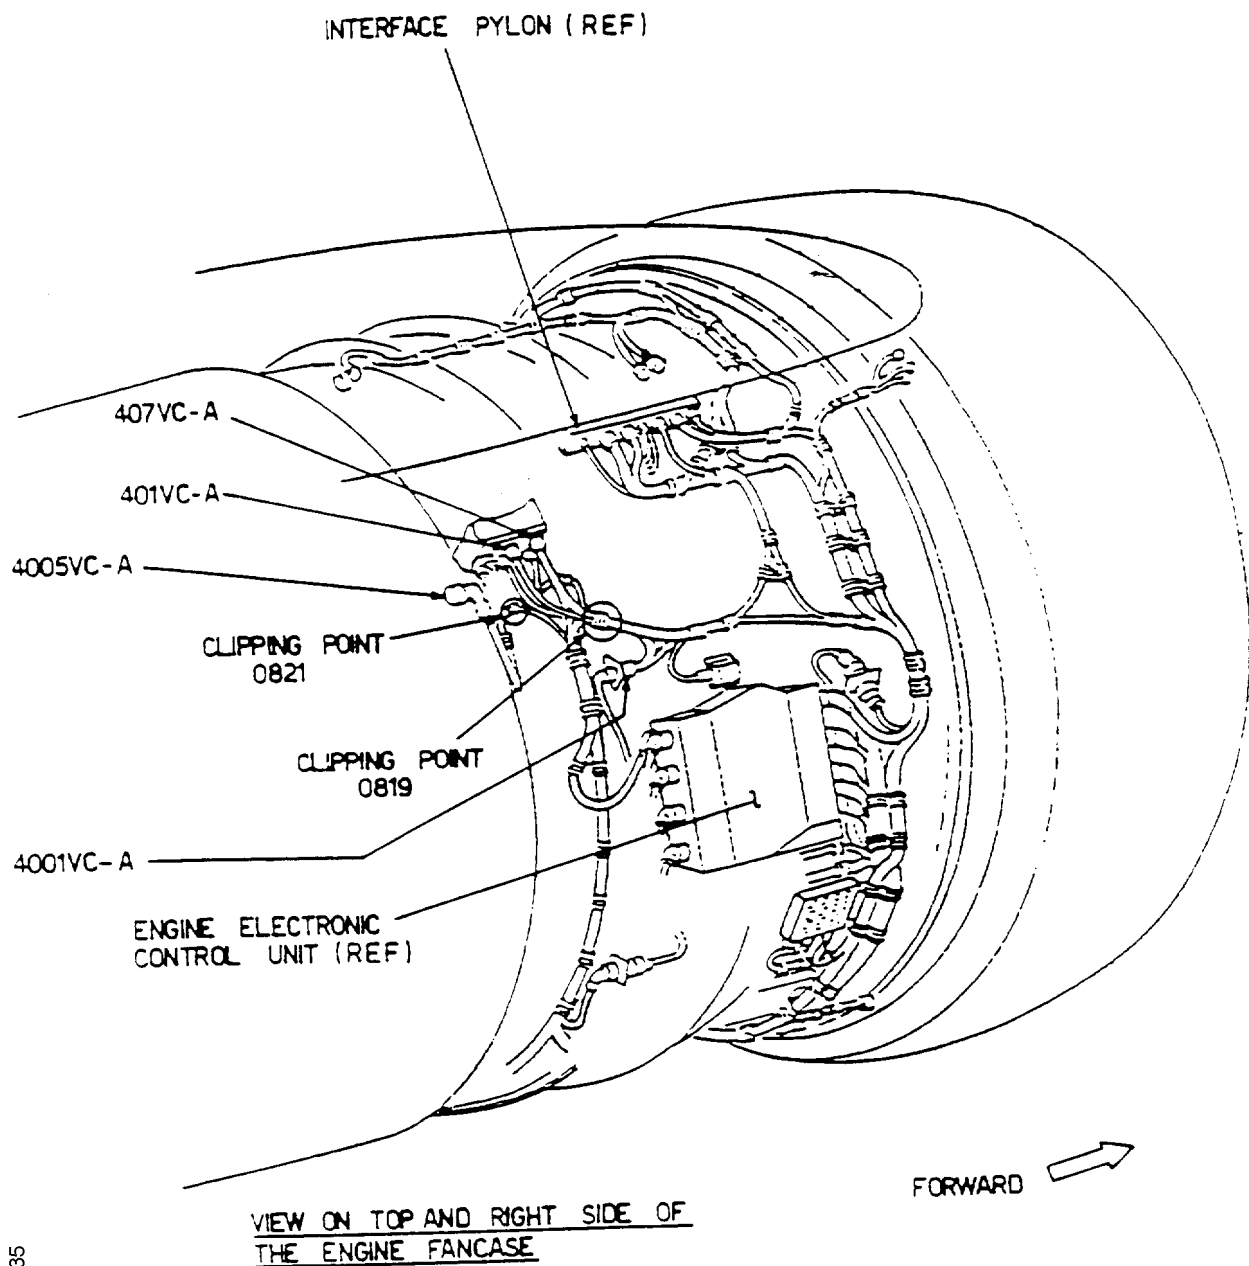 INTERFACE PYLON (REF)
407VC-A
401VC-A
4005VC-A
CLIPPING POINT
0821
CLIPPING POINT
0819
4001VC-A
ENGINE ELECTRONIC
CONTROL UNIT (REF)
FORWARD
VIEW ON TOP AND RIGHT SIDE OF
THE ENGINE FANCASE
35